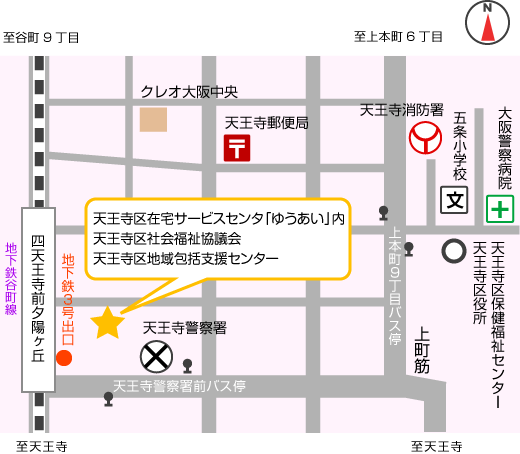 N
至谷町9丁目
至上本町6丁目
クレオ大阪中央
天王寺郵便局
天王寺消防署
五条小学校
大阪警察病院
文
天王寺区在宅サービスセンタ「ゆうあい」内
天王寺区社会福祉協議会
天王寺区地域包括支援センター
上本町9丁目バス停
天王寺区保健福祉センター
天王寺区役所
地下鉄谷町線
四天王寺前夕陽ヶ丘
地下鉄3号出口
天王寺警察署
上町筋
天王寺警察署前バス停
至天王寺
至天王寺